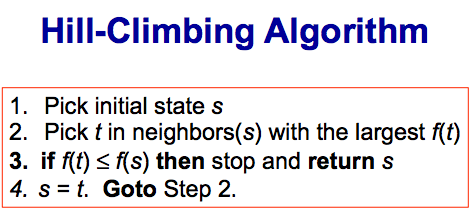 Hill-Climbing Algorithm
1. Pick initial state s
2. Pick t in neighbors(s) with the largest f(t)
3. if f(t) ≤ f(s) then stop and return s
4. s = t. Goto Step 2.